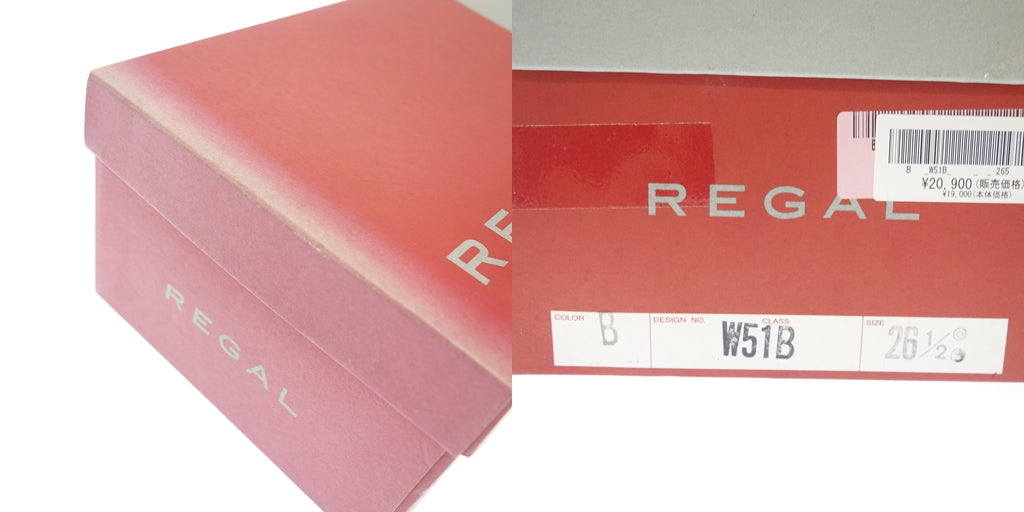 REGAL
RE
B _W51B_ _ _ 265
¥20,900(販売価格)
¥19,000(本体価格)
REGAL
COLOR B DESIGN NO. CLASS W51B SIZE 26 1/2